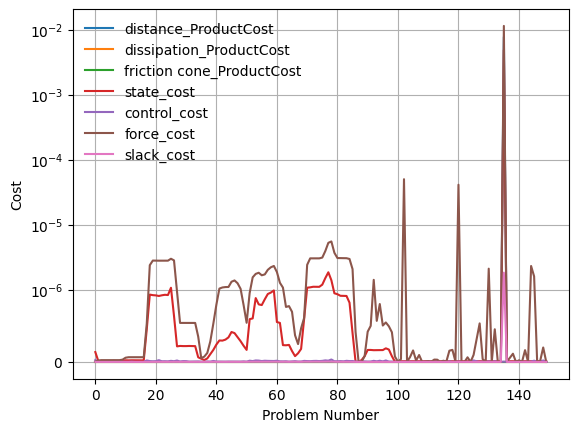 distance_ProductCost
dissipation_ProductCost
friction cone_ProductCost
state_cost
control_cost
force_cost
slack_cost
Cost
10⁻²
10⁻³
10⁻⁴
10⁻⁵
10⁻⁶
0
0 20 40 60 80 100 120 140
Problem Number